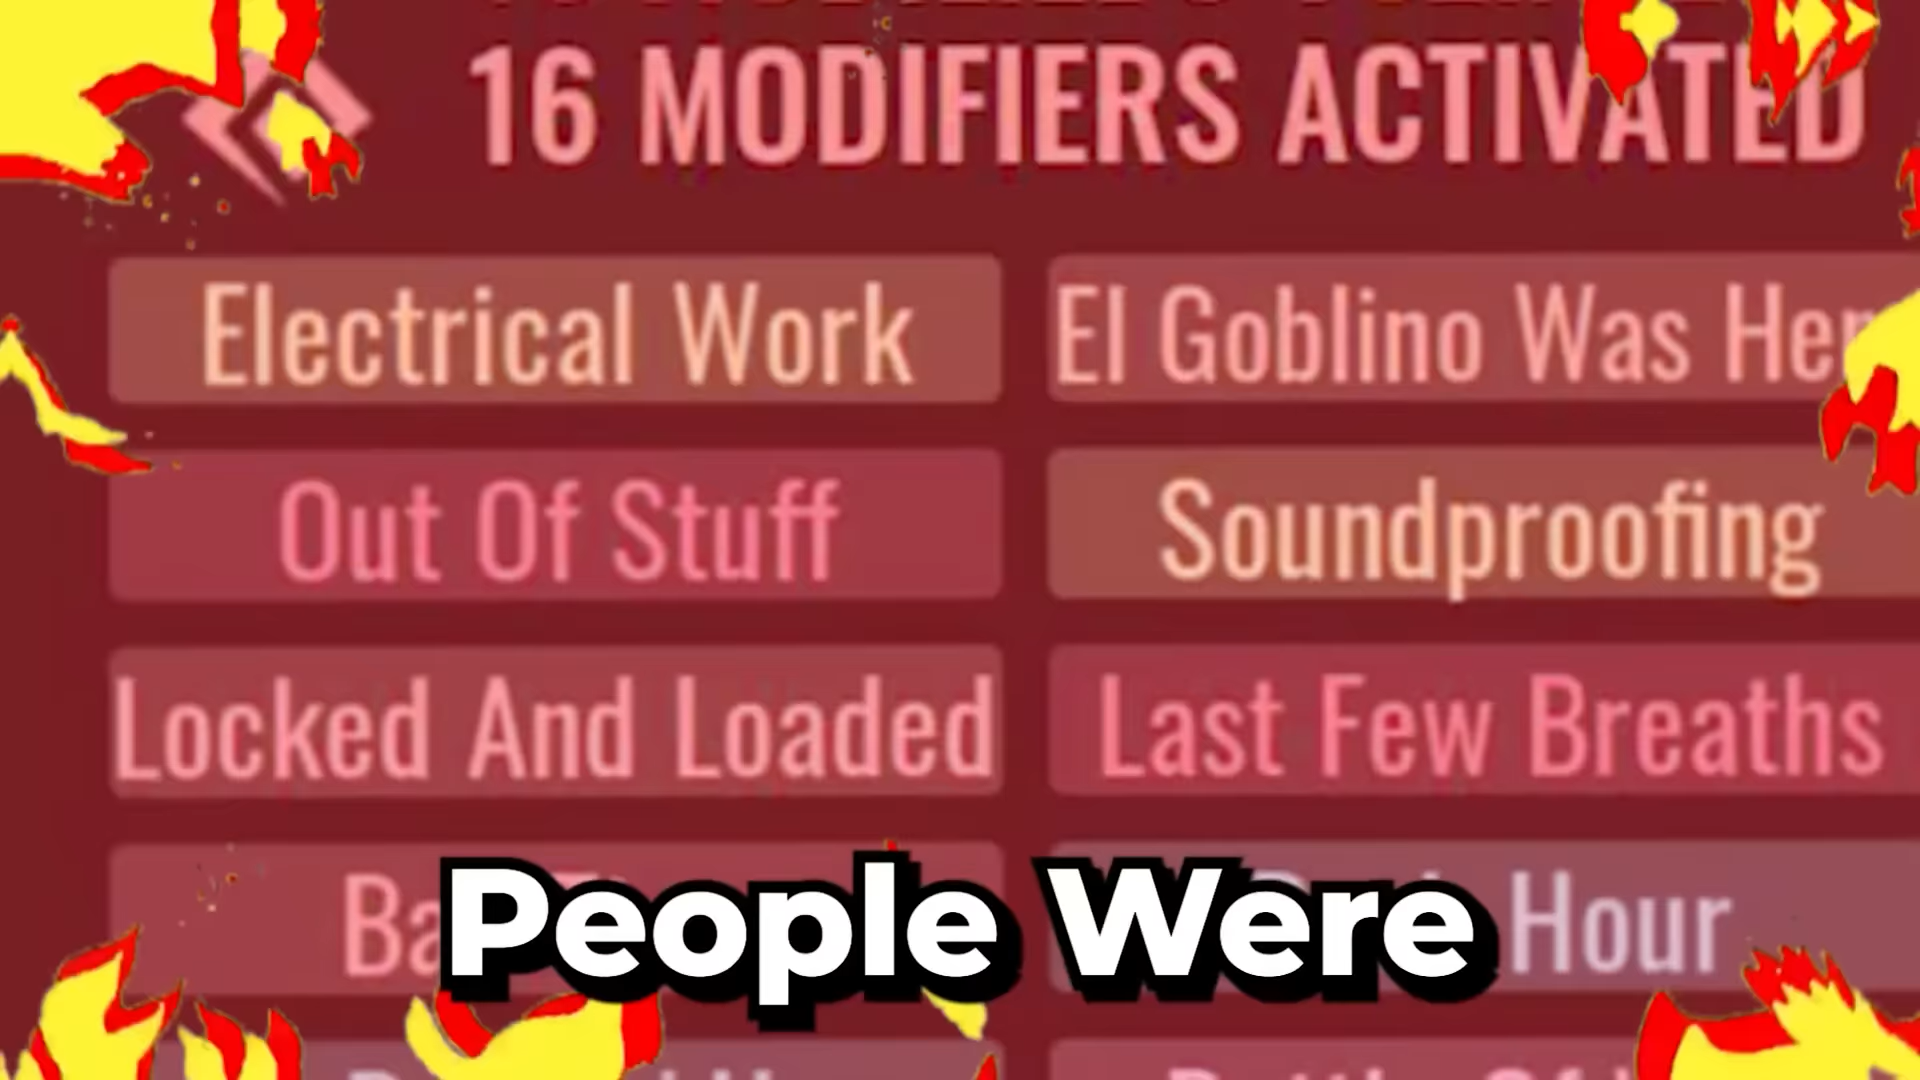 16 MODIFIERS ACTIVATED
Electrical Work
El Goblino Was Her
Out Of Stuff
Soundproofing
Locked And Loaded
Last Few Breaths
Hour
People Were